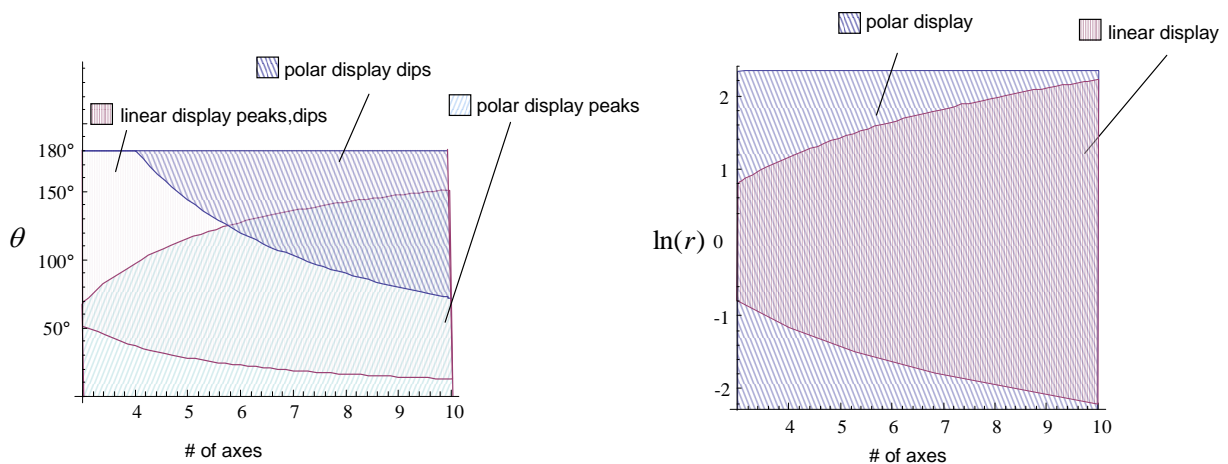 polar display dips
linear display peaks,dips
polar display peaks
180°
150°
100°
50°
θ
4 5 6 7 8 9 10
# of axes
polar display
linear display
2
1
ln(r) 0
-1
-2
4 5 6 7 8 9 10
# of axes